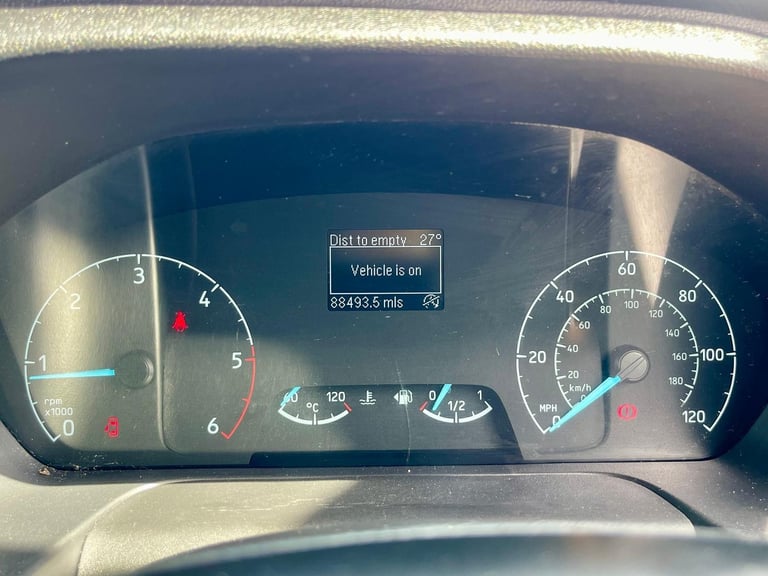 Dist to empty 27°
Vehicle is on
88493.5 mls
0 1 2 3 4 5 6
rpm
x1000
60 120
°C
0 1/2 1
0 20 40 60 80 100 120
MPH
20 40 60 80 100 120 140 160 180
km/h